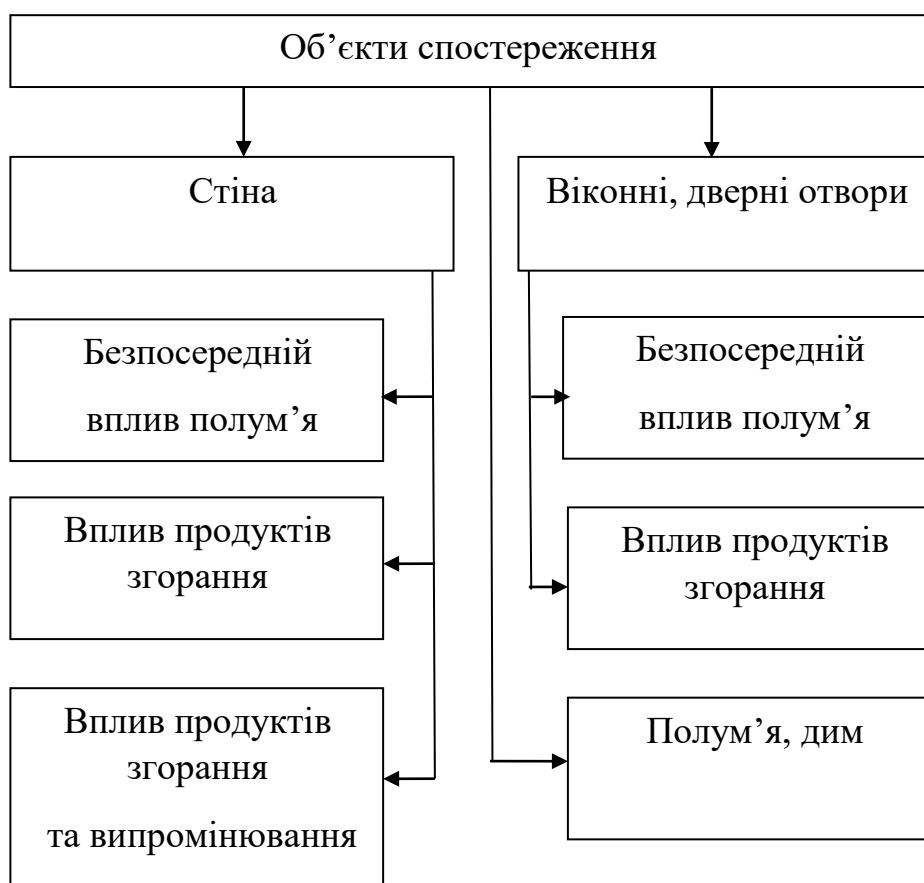 Об’єкти спостереження
Стіна
Віконні, дверні отвори
Безпосередній
вплив полум’я
Безпосередній
вплив полум’я
Вплив продуктів
згорання
Вплив продуктів
згорання
Вплив продуктів
згорання
та випромінювання
Полум’я, дим